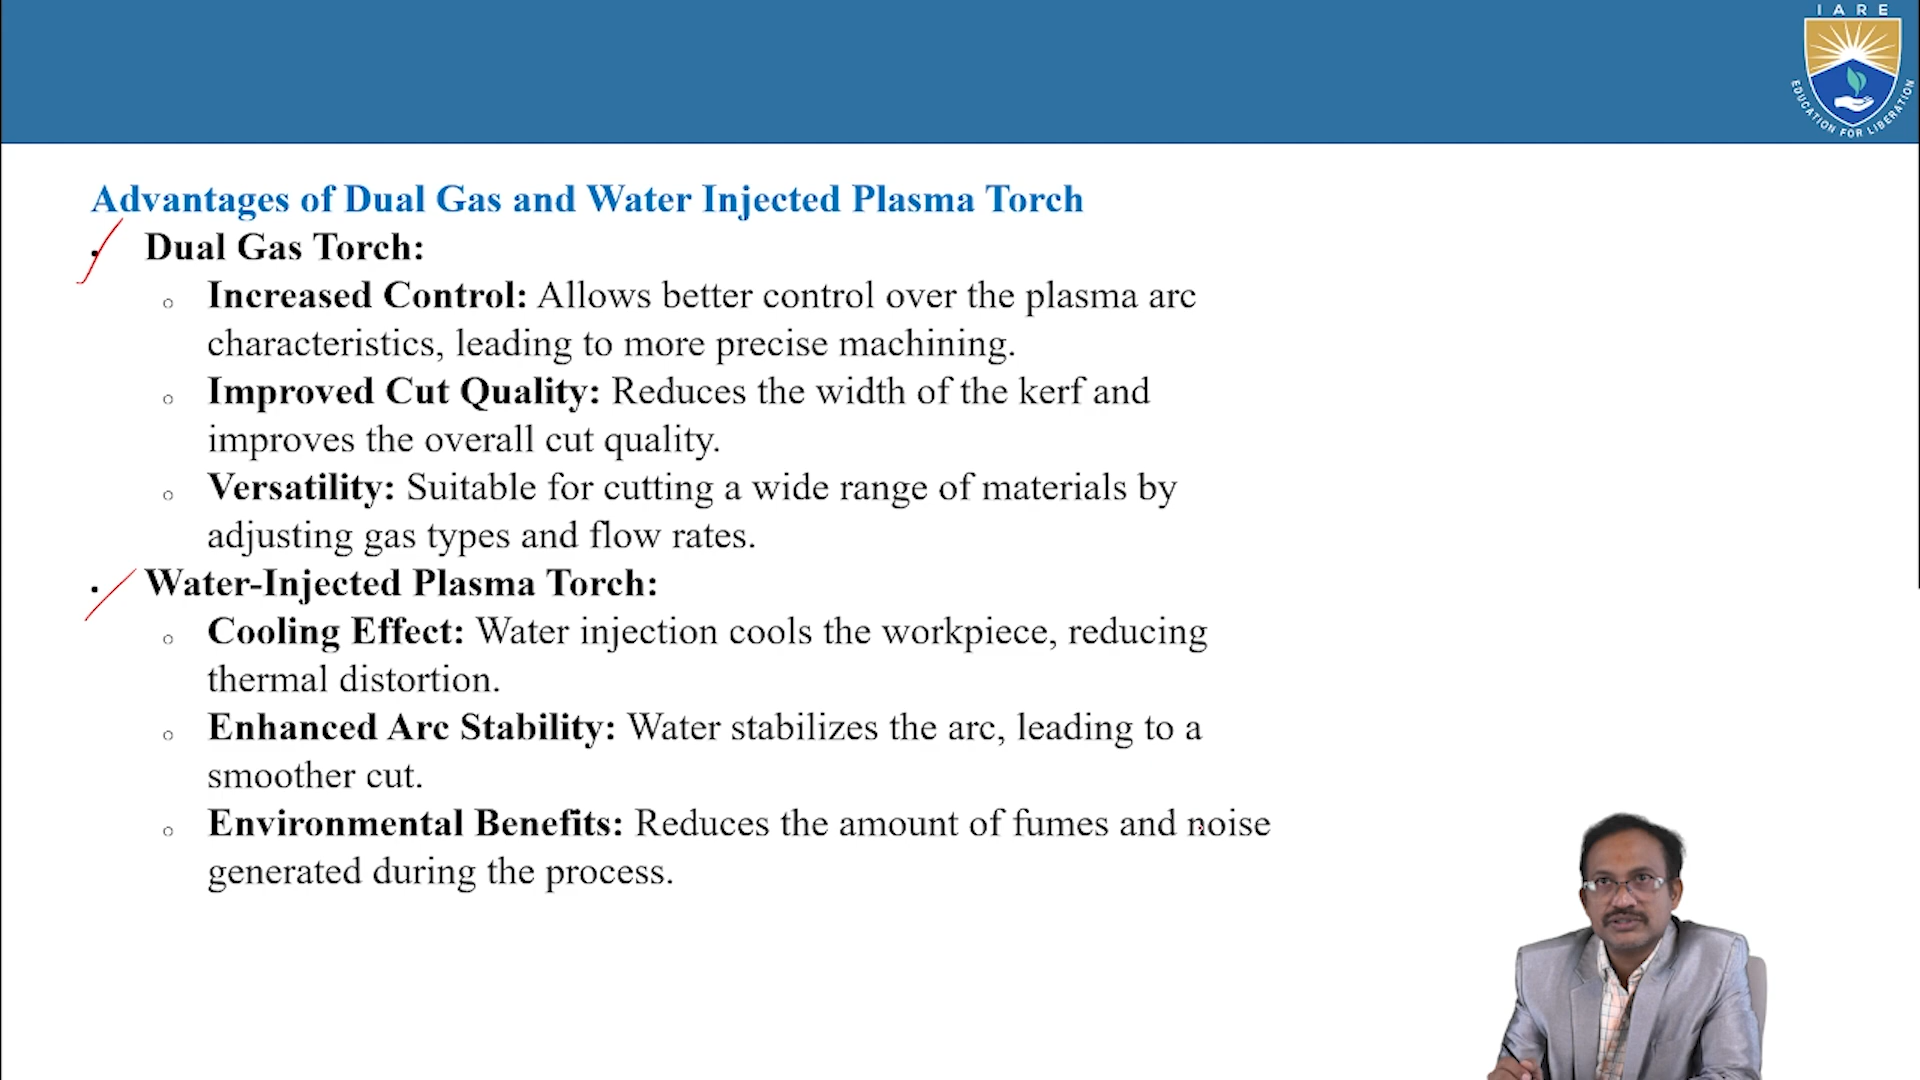 IARE
EDUCATION FOR LIBERATION
Advantages of Dual Gas and Water Injected Plasma Torch
• Dual Gas Torch:
o Increased Control: Allows better control over the plasma arc
characteristics, leading to more precise machining.
o Improved Cut Quality: Reduces the width of the kerf and
improves the overall cut quality.
o Versatility: Suitable for cutting a wide range of materials by
adjusting gas types and flow rates.
• Water-Injected Plasma Torch:
o Cooling Effect: Water injection cools the workpiece, reducing
thermal distortion.
o Enhanced Arc Stability: Water stabilizes the arc, leading to a
smoother cut.
o Environmental Benefits: Reduces the amount of fumes and noise
generated during the process.